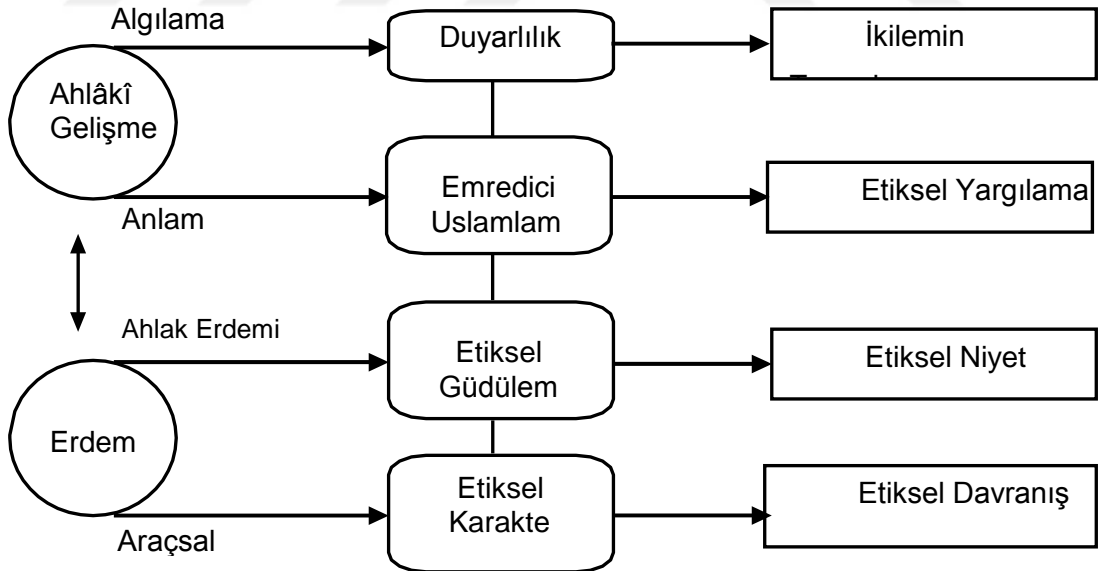 Algılama
Duyarlılık
İkilemin
Ahlâkî
Gelişme
Emredici
Uslamlam
Etiksel Yargılama
Anlam
Ahlak Erdemi
Etiksel
Güdülem
Etiksel Niyet
Erdem
Etiksel
Karakte
Etiksel Davranış
Araçsal